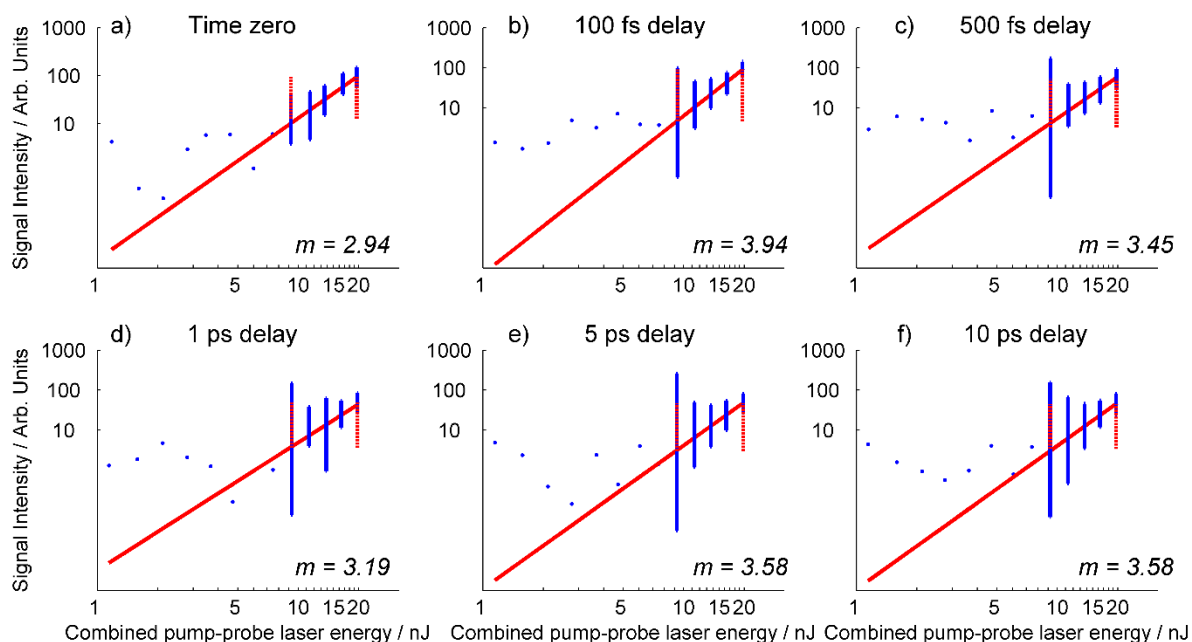 a) Time zero
b) 100 fs delay
c) 500 fs delay
Signal Intensity / Arb. Units
1000
100
10
m = 2.94
1 5 10 15 20
1000
100
10
m = 3.94
1 5 10 15 20
1000
100
10
m = 3.45
1 5 10 15 20
d) 1 ps delay
e) 5 ps delay
f) 10 ps delay
Signal Intensity / Arb. Units
1000
100
10
m = 3.19
1 5 10 15 20
Combined pump-probe laser energy / nJ
1000
100
10
m = 3.58
1 5 10 15 20
Combined pump-probe laser energy / nJ
1000
100
10
m = 3.58
1 5 10 15 20
Combined pump-probe laser energy / nJ